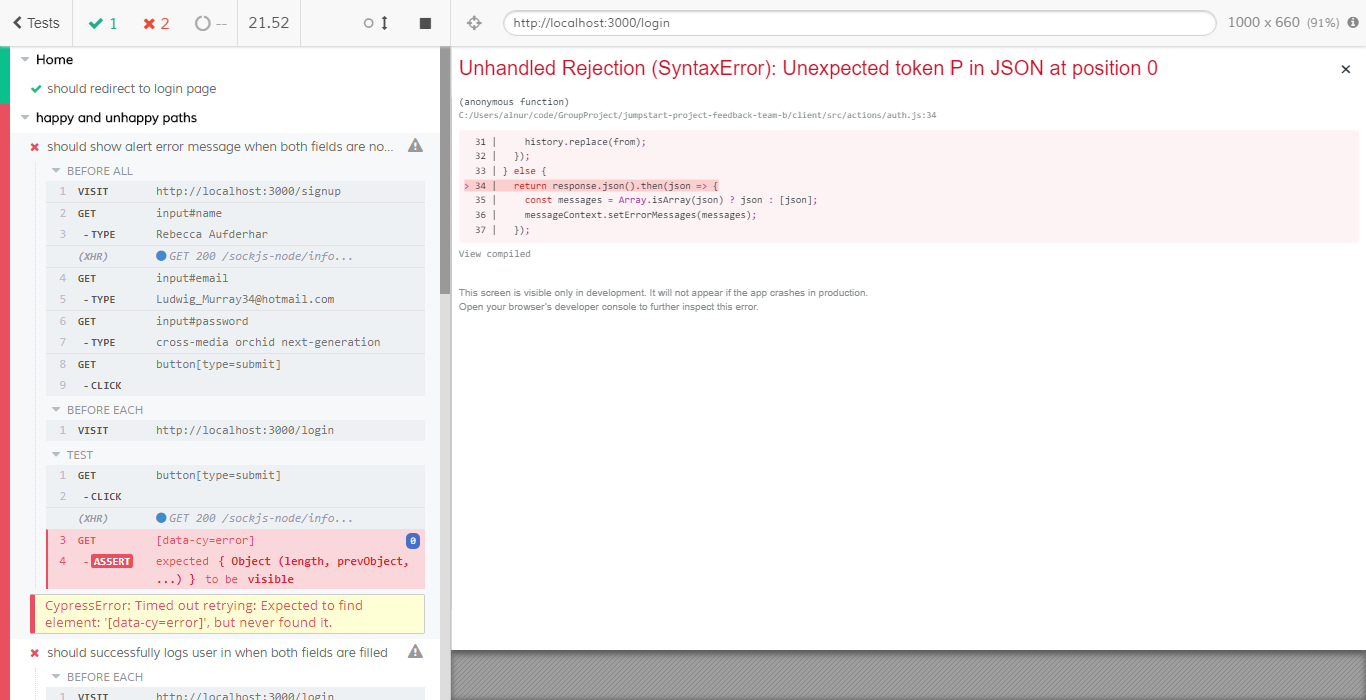 Tests
1
2
--
21.52
http://localhost:3000/login
1000 x 660 (91%)
Home
should redirect to login page
happy and unhappy paths
should show alert error message when both fields are no...
BEFORE ALL
1 VISIT http://localhost:3000/signup
2 GET input#name
3 -TYPE Rebecca Aufderhar
(XHR) GET 200 /sockjs-node/info...
4 GET input#email
5 -TYPE Ludwig_Murray34@hotmail.com
6 GET input#password
7 -TYPE cross-media orchid next-generation
8 GET button[type=submit]
9 -CLICK
BEFORE EACH
1 VISIT http://localhost:3000/login
TEST
1 GET button[type=submit]
2 -CLICK
(XHR) GET 200 /sockjs-node/info...
3 GET [data-cy=error] 0
4 -ASSERT expected { Object (length, prevObject,
...) } to be visible
CypressError: Timed out retrying: Expected to find
element: '[data-cy=error]', but never found it.
should successfully logs user in when both fields are filled
BEFORE EACH
1 VISIT http://localhost:3000/login
Unhandled Rejection (SyntaxError): Unexpected token P in JSON at position 0
×
(anonymous function)
C:/Users/alnur/code/GroupProject/jumpstart-project-feedback-team-b/client/src/actions/auth.js:34
31 | history.replace(from);
32 | });
33 | } else {
> 34 | return response.json().then(json => {
35 | const messages = Array.isArray(json) ? json : [json];
36 | messageContext.setErrorMessages(messages);
37 | });
View compiled
This screen is visible only in development. It will not appear if the app crashes in production.
Open your browser's developer console to further inspect this error.